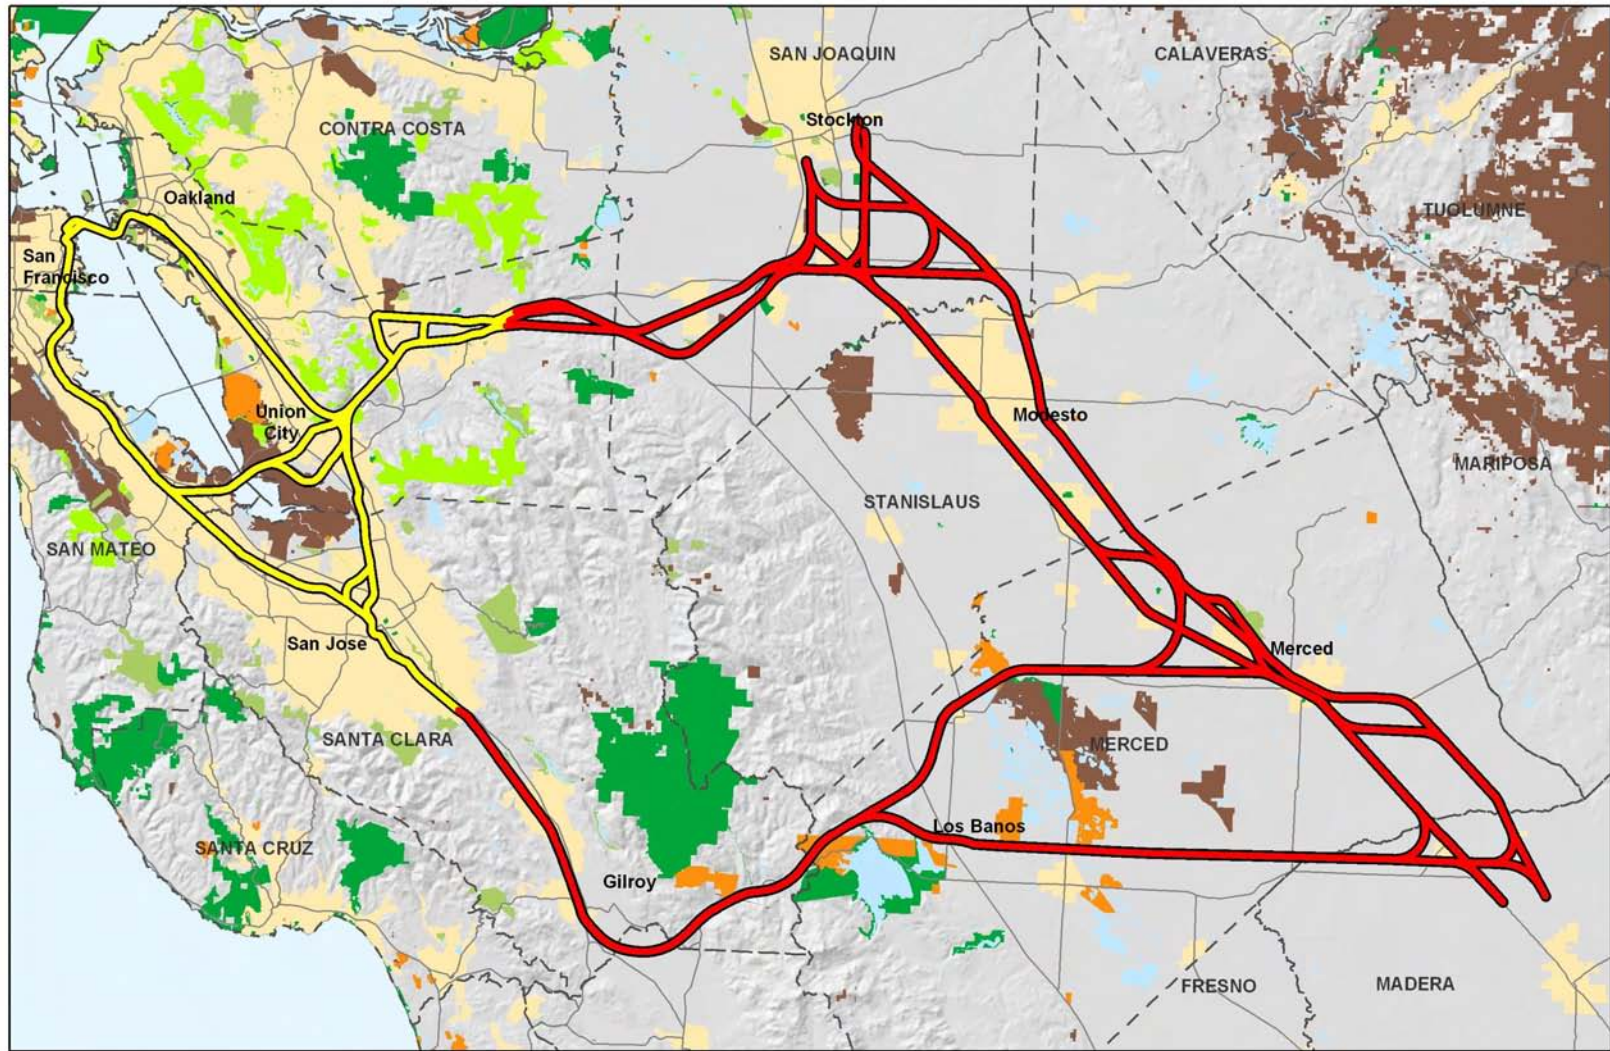 SAN JOAQUIN
CALAVERAS
Stockton
CONTRA COSTA
Oakland
TUOLUMNE
San
Francisco
Union
City
Modesto
MARIPOSA
STANISLAUS
SAN MATEO
San Jose
Merced
SANTA CLARA
MERCED
Los Banos
SANTA CRUZ
Gilroy
FRESNO
MADERA